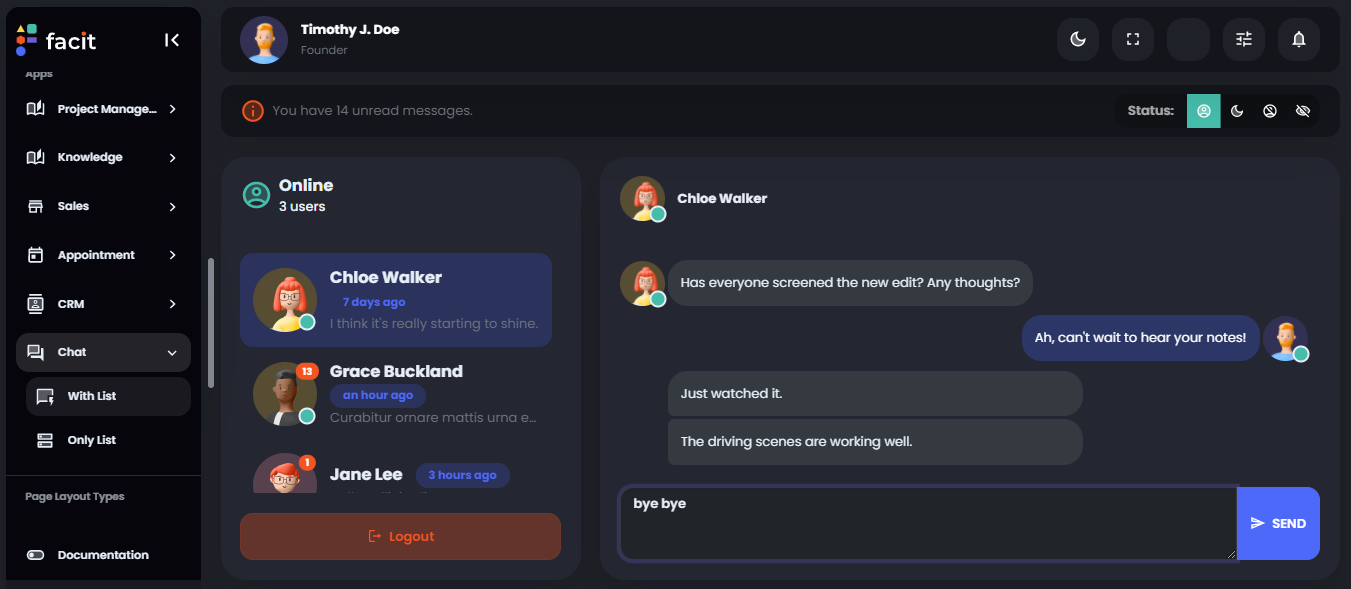 facit
Apps
Project Manage...
Knowledge
Sales
Appointment
CRM
Chat
With List
Only List
Page Layout Types
Documentation
Timothy J. Doe
Founder
You have 14 unread messages.
Status:
Online
3 users
Chloe Walker
7 days ago
I think it's really starting to shine.
13
Grace Buckland
an hour ago
Curabitur ornare mattis urna e...
1
Jane Lee
3 hours ago
Logout
Chloe Walker
Has everyone screened the new edit? Any thoughts?
Ah, can't wait to hear your notes!
Just watched it.
The driving scenes are working well.
bye bye
SEND